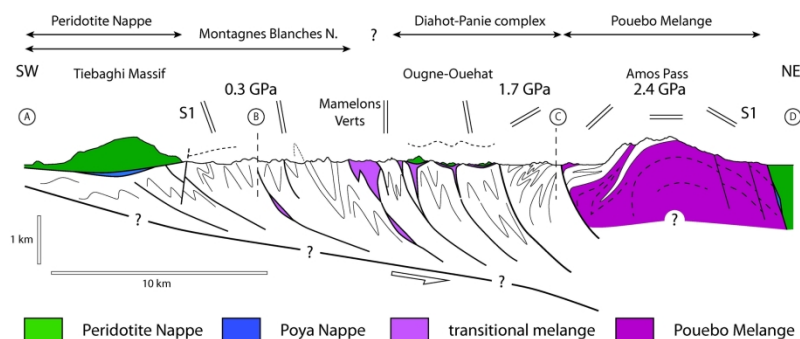 Peridotite Nappe
Diahot-Panie complex
Pouebo Melange
Montagnes Blanches N.
?
SW
Tiebaghi Massif
Ougne-Ouehat
Amos Pass
NE
0.3 GPa
1.7 GPa
2.4 GPa
A
S1
B
Mamelons
Verts
C
S1
D
?
?
?
?
1 km
10 km
Peridotite Nappe
Poya Nappe
transitional melange
Pouebo Melange